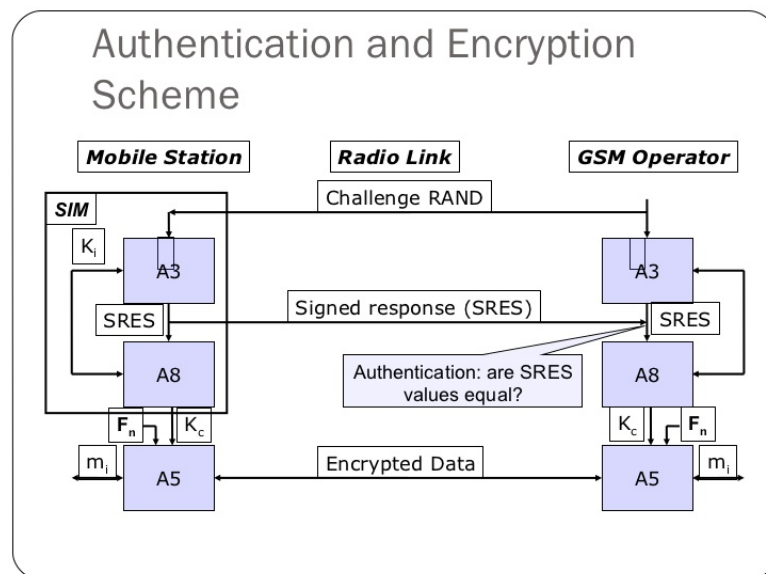 Authentication and Encryption
Scheme
Mobile Station
Radio Link
GSM Operator
SIM
Challenge RAND
Ki
A3
A3
SRES
Signed response (SRES)
SRES
A8
Authentication: are SRES
values equal?
A8
Fn
Kc
Kc
Fn
mi
A5
Encrypted Data
A5
mi